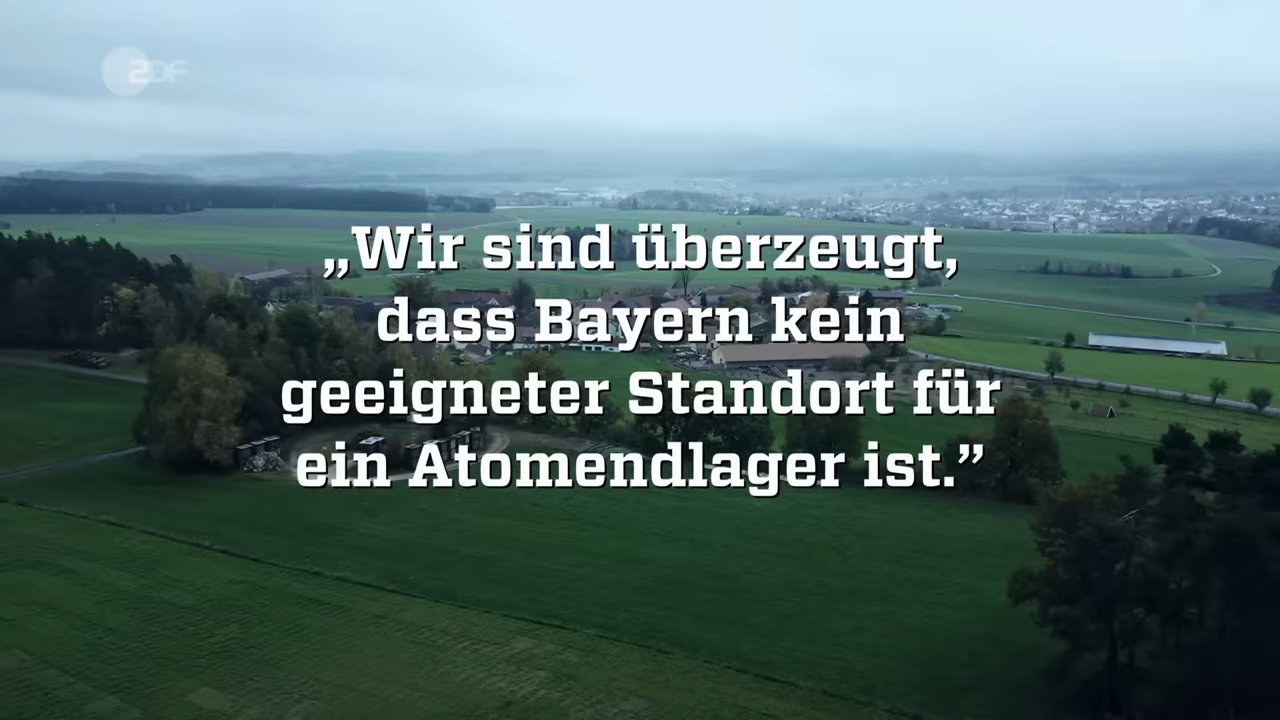 ZDF
„Wir sind überzeugt,
dass Bayern kein
geeigneter Standort für
ein Atomendlager ist.”